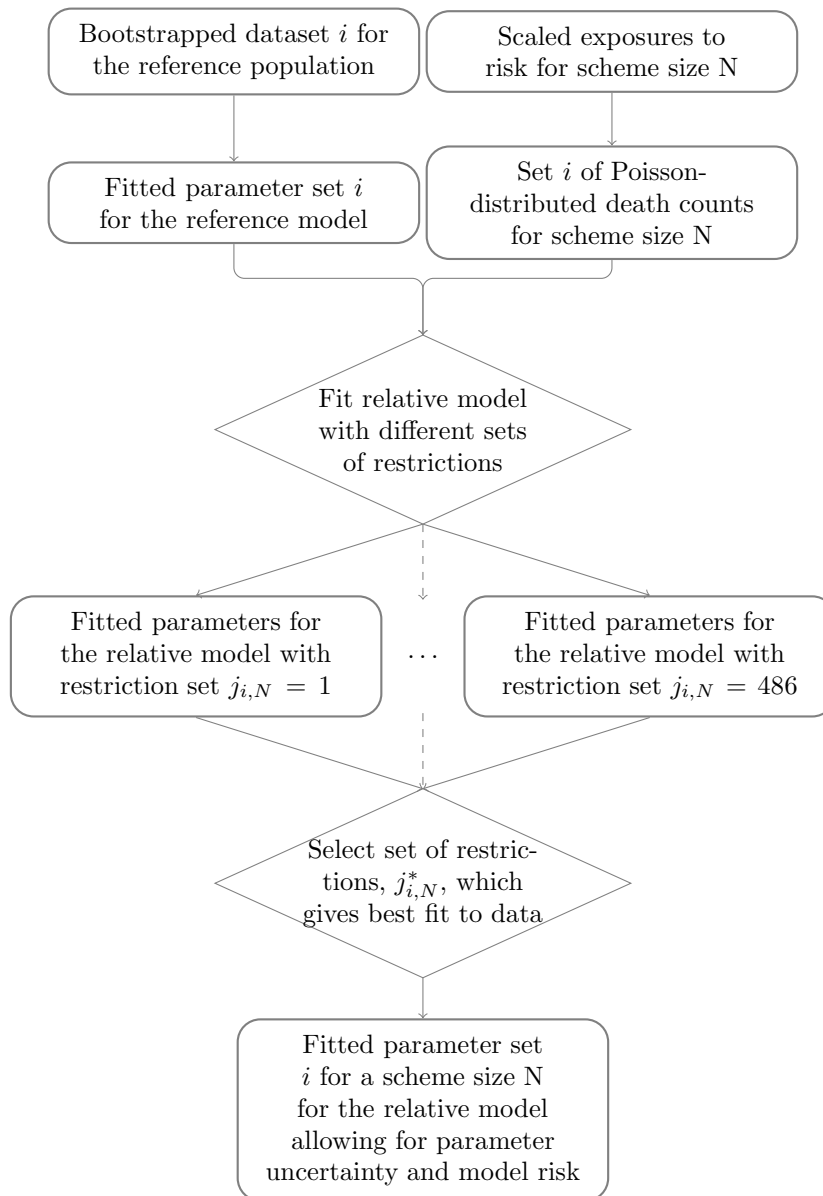 Bootstrapped dataset i for
the reference population
Scaled exposures to
risk for scheme size N
Fitted parameter set i
for the reference model
Set i of Poisson-
distributed death counts
for scheme size N
Fit relative model
with different sets
of restrictions
Fitted parameters for
the relative model with
restriction set j_{i,N} = 1
...
Fitted parameters for
the relative model with
restriction set j_{i,N} = 486
Select set of restric-
tions, j^*_{i,N}, which
gives best fit to data
Fitted parameter set
i for a scheme size N
for the relative model
allowing for parameter
uncertainty and model risk